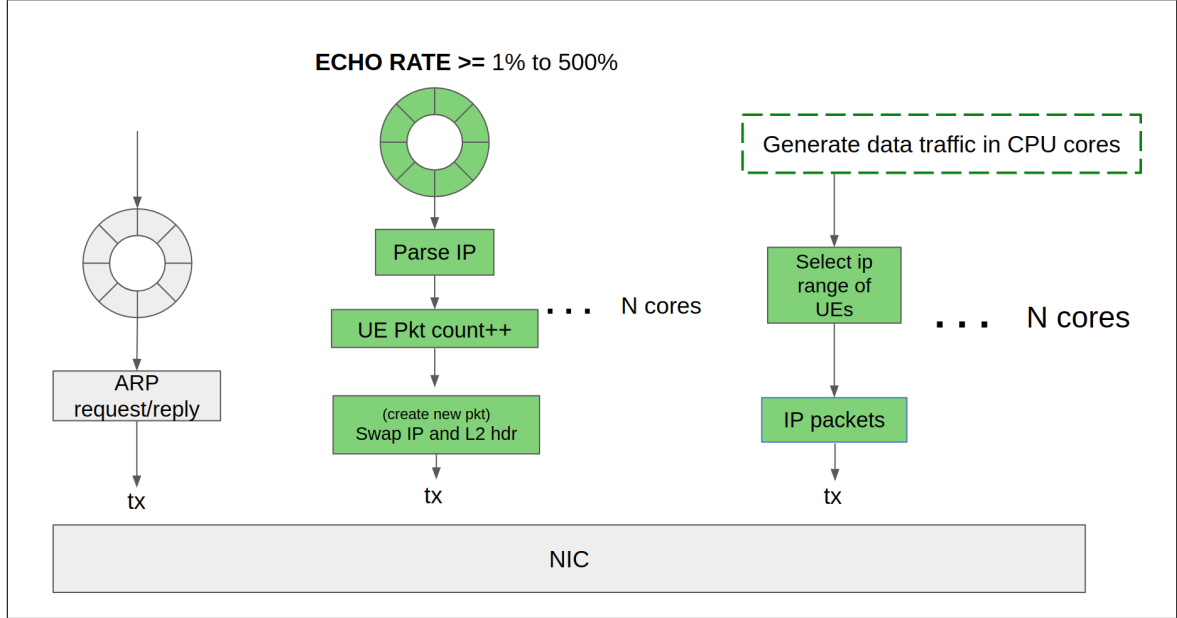 ECHO RATE >= 1% to 500%
Generate data traffic in CPU cores
Parse IP
Select ip
range of
UEs
UE Pkt count++
. . . N cores
. . . N cores
ARP
request/reply
(create new pkt)
Swap IP and L2 hdr
IP packets
tx
tx
tx
NIC